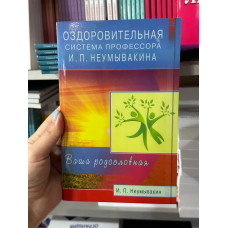 ОЗДОРОВИТЕЛЬНАЯ
СИСТЕМА ПРОФЕССОРА
И. П. НЕУМЫВАКИНА
Ваша родословная
И. П. Неумывакин